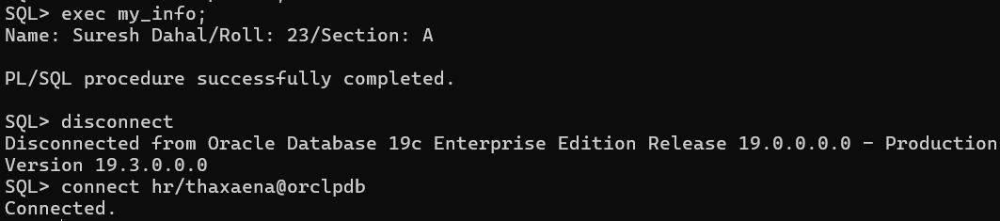 SQL> exec my_info;
Name: Suresh Dahal/Roll: 23/Section: A
PL/SQL procedure successfully completed.
SQL> disconnect
Disconnected from Oracle Database 19c Enterprise Edition Release 19.0.0.0.0 - Production
Version 19.3.0.0.0
SQL> connect hr/thaxaena@orclpdb
Connected.